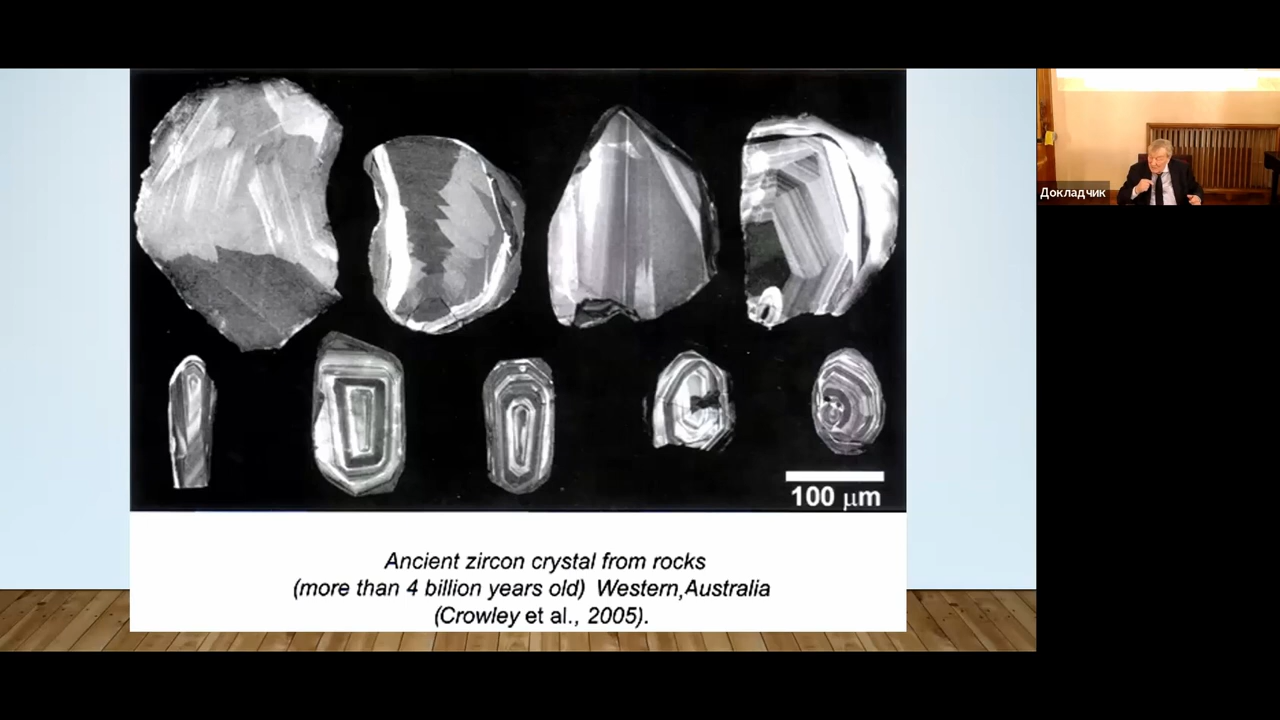 Докладчик
100 μm
Ancient zircon crystal from rocks
(more than 4 billion years old) Western,Australia
(Crowley et al., 2005).